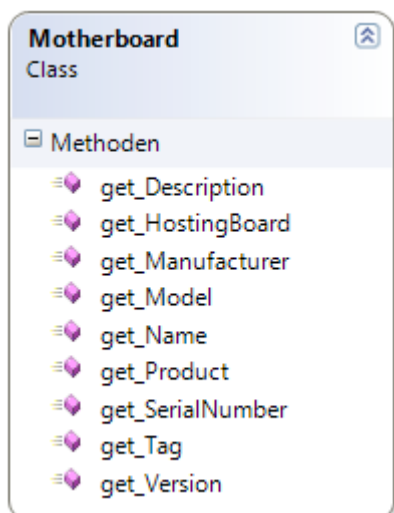 Motherboard
Class
Methoden
get_Description
get_HostingBoard
get_Manufacturer
get_Model
get_Name
get_Product
get_SerialNumber
get_Tag
get_Version